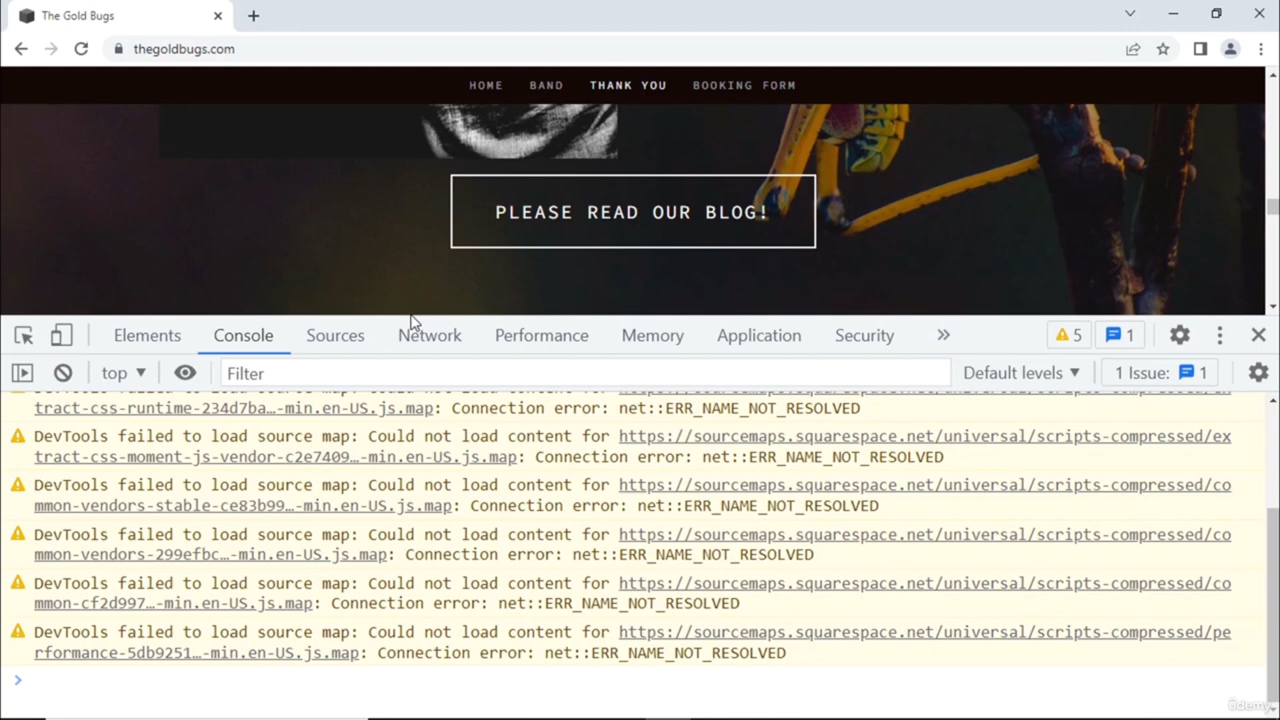 The Gold Bugs
thegoldbugs.com
HOME BAND THANK YOU BOOKING FORM
PLEASE READ OUR BLOG!
Elements Console Sources Network Performance Memory Application Security 5 1
top Filter Default levels 1 Issue: 1
tract-css-runtime-234d7ba…-min.en-US.js.map: Connection error: net::ERR_NAME_NOT_RESOLVED
DevTools failed to load source map: Could not load content for https://sourcemaps.squarespace.net/universal/scripts-compressed/ex
tract-css-moment-js-vendor-c2e7409…-min.en-US.js.map: Connection error: net::ERR_NAME_NOT_RESOLVED
DevTools failed to load source map: Could not load content for https://sourcemaps.squarespace.net/universal/scripts-compressed/co
mmon-vendors-stable-ce83b99…-min.en-US.js.map: Connection error: net::ERR_NAME_NOT_RESOLVED
DevTools failed to load source map: Could not load content for https://sourcemaps.squarespace.net/universal/scripts-compressed/co
mmon-vendors-299efbc…-min.en-US.js.map: Connection error: net::ERR_NAME_NOT_RESOLVED
DevTools failed to load source map: Could not load content for https://sourcemaps.squarespace.net/universal/scripts-compressed/co
mmon-cf2d997…-min.en-US.js.map: Connection error: net::ERR_NAME_NOT_RESOLVED
DevTools failed to load source map: Could not load content for https://sourcemaps.squarespace.net/universal/scripts-compressed/pe
rformance-5db9251…-min.en-US.js.map: Connection error: net::ERR_NAME_NOT_RESOLVED
ûdemy